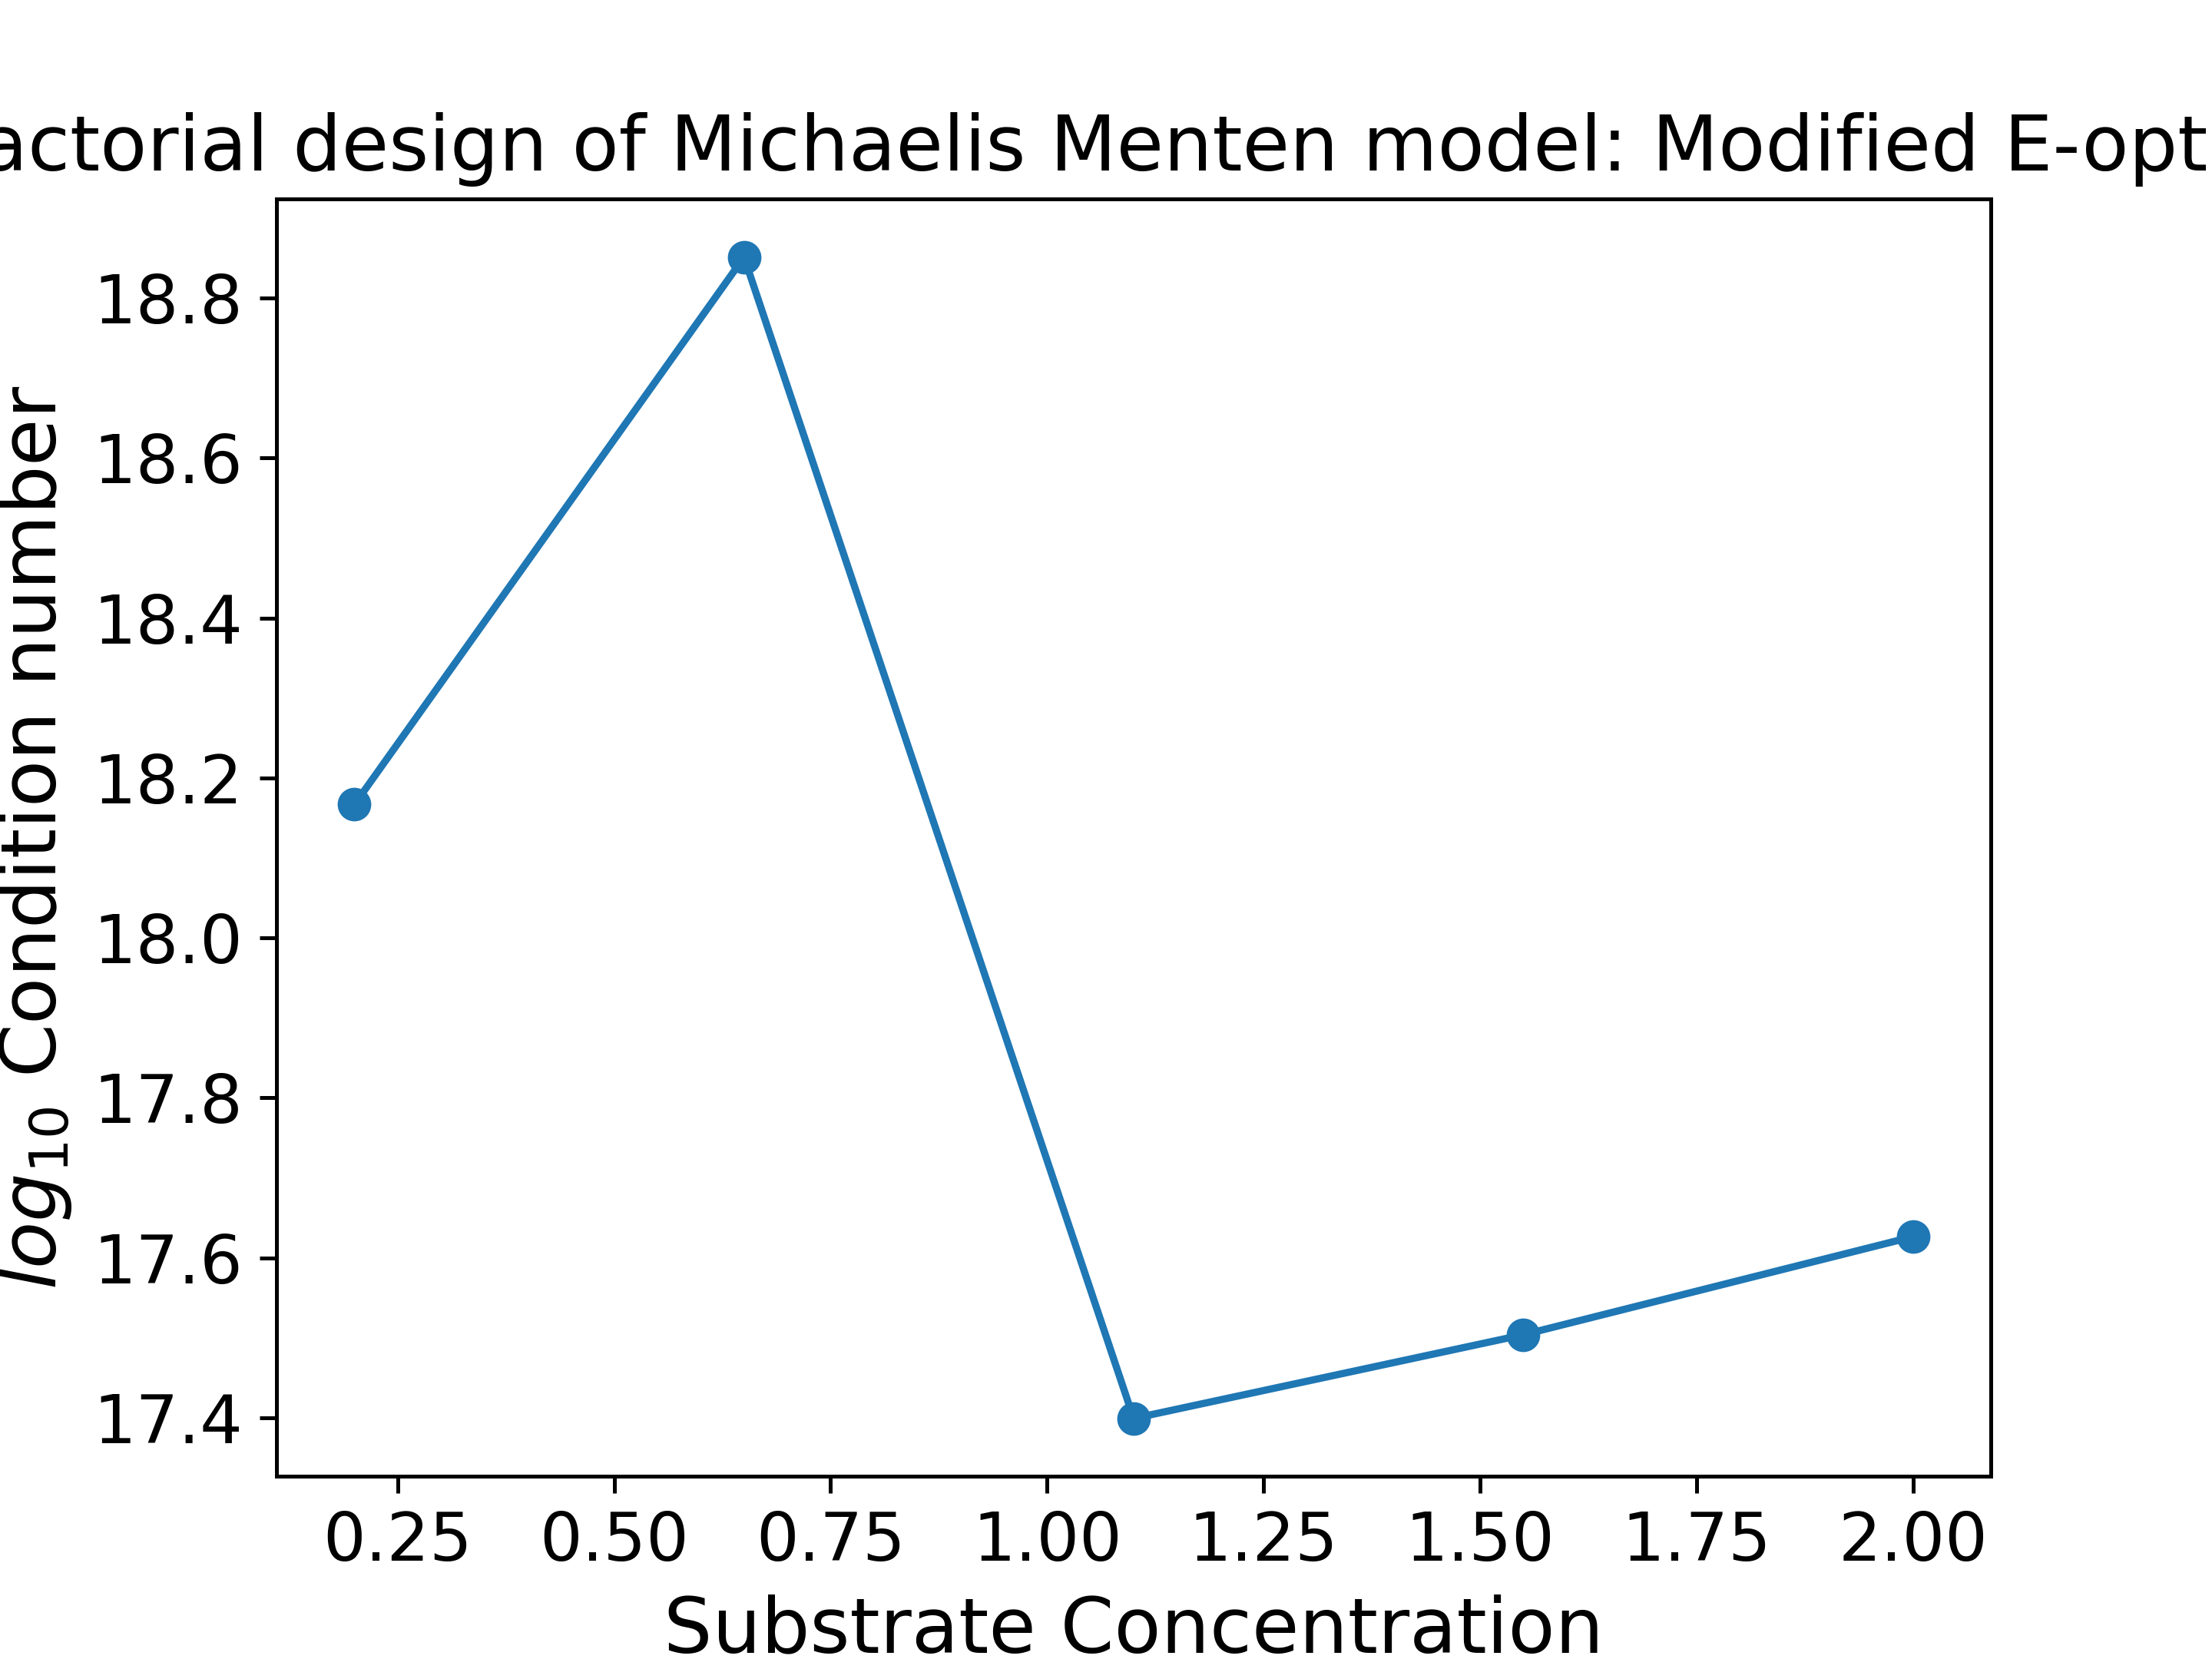 actorial design of Michaelis Menten model: Modified E-opt
log10 Condition number
18.8
18.6
18.4
18.2
18.0
17.8
17.6
17.4
0.25 0.50 0.75 1.00 1.25 1.50 1.75 2.00
Substrate Concentration